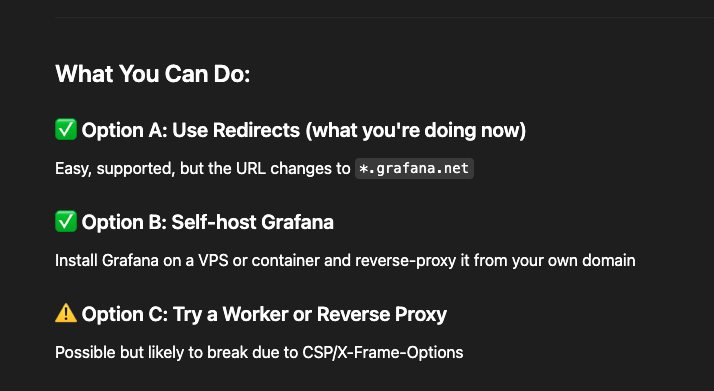 What You Can Do:
✅ Option A: Use Redirects (what you're doing now)
Easy, supported, but the URL changes to *.grafana.net
✅ Option B: Self-host Grafana
Install Grafana on a VPS or container and reverse-proxy it from your own domain
⚠️ Option C: Try a Worker or Reverse Proxy
Possible but likely to break due to CSP/X-Frame-Options